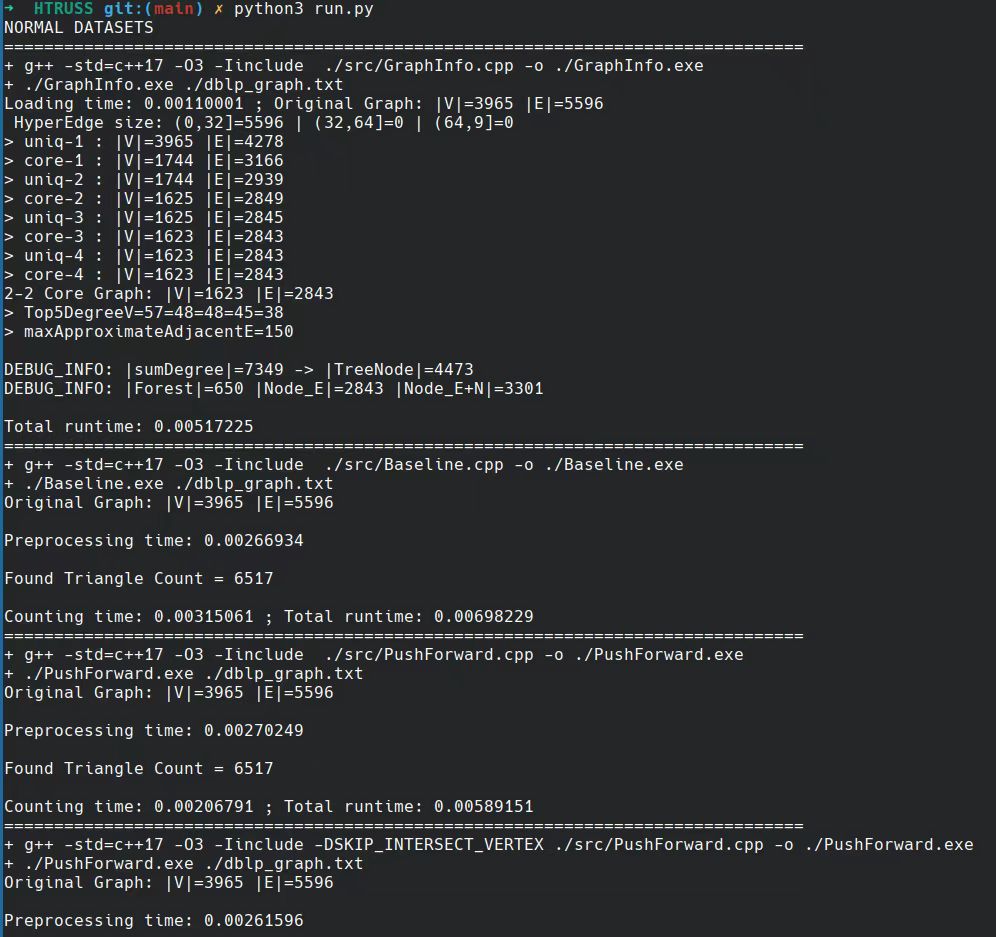 ➜  HTRUSS git:(main) ✗ python3 run.py
NORMAL DATASETS
================================================================================
+ g++ -std=c++17 -O3 -Iinclude  ./src/GraphInfo.cpp -o ./GraphInfo.exe
+ ./GraphInfo.exe ./dblp_graph.txt
Loading time: 0.00110001 ; Original Graph: |V|=3965 |E|=5596
 HyperEdge size: (0,32]=5596 | (32,64]=0 | (64,9]=0
> uniq-1 : |V|=3965 |E|=4278
> core-1 : |V|=1744 |E|=3166
> uniq-2 : |V|=1744 |E|=2939
> core-2 : |V|=1625 |E|=2849
> uniq-3 : |V|=1625 |E|=2845
> core-3 : |V|=1623 |E|=2843
> uniq-4 : |V|=1623 |E|=2843
> core-4 : |V|=1623 |E|=2843
2-2 Core Graph: |V|=1623 |E|=2843
> Top5DegreeV=57=48=48=45=38
> maxApproximateAdjacentE=150

DEBUG_INFO: |sumDegree|=7349 -> |TreeNode|=4473
DEBUG_INFO: |Forest|=650 |Node_E|=2843 |Node_E+N|=3301

Total runtime: 0.00517225
================================================================================
+ g++ -std=c++17 -O3 -Iinclude  ./src/Baseline.cpp -o ./Baseline.exe
+ ./Baseline.exe ./dblp_graph.txt
Original Graph: |V|=3965 |E|=5596

Preprocessing time: 0.00266934

Found Triangle Count = 6517

Counting time: 0.00315061 ; Total runtime: 0.00698229
================================================================================
+ g++ -std=c++17 -O3 -Iinclude  ./src/PushForward.cpp -o ./PushForward.exe
+ ./PushForward.exe ./dblp_graph.txt
Original Graph: |V|=3965 |E|=5596

Preprocessing time: 0.00270249

Found Triangle Count = 6517

Counting time: 0.00206791 ; Total runtime: 0.00589151
================================================================================
+ g++ -std=c++17 -O3 -Iinclude -DSKIP_INTERSECT_VERTEX ./src/PushForward.cpp -o ./PushForward.exe
+ ./PushForward.exe ./dblp_graph.txt
Original Graph: |V|=3965 |E|=5596

Preprocessing time: 0.00261596